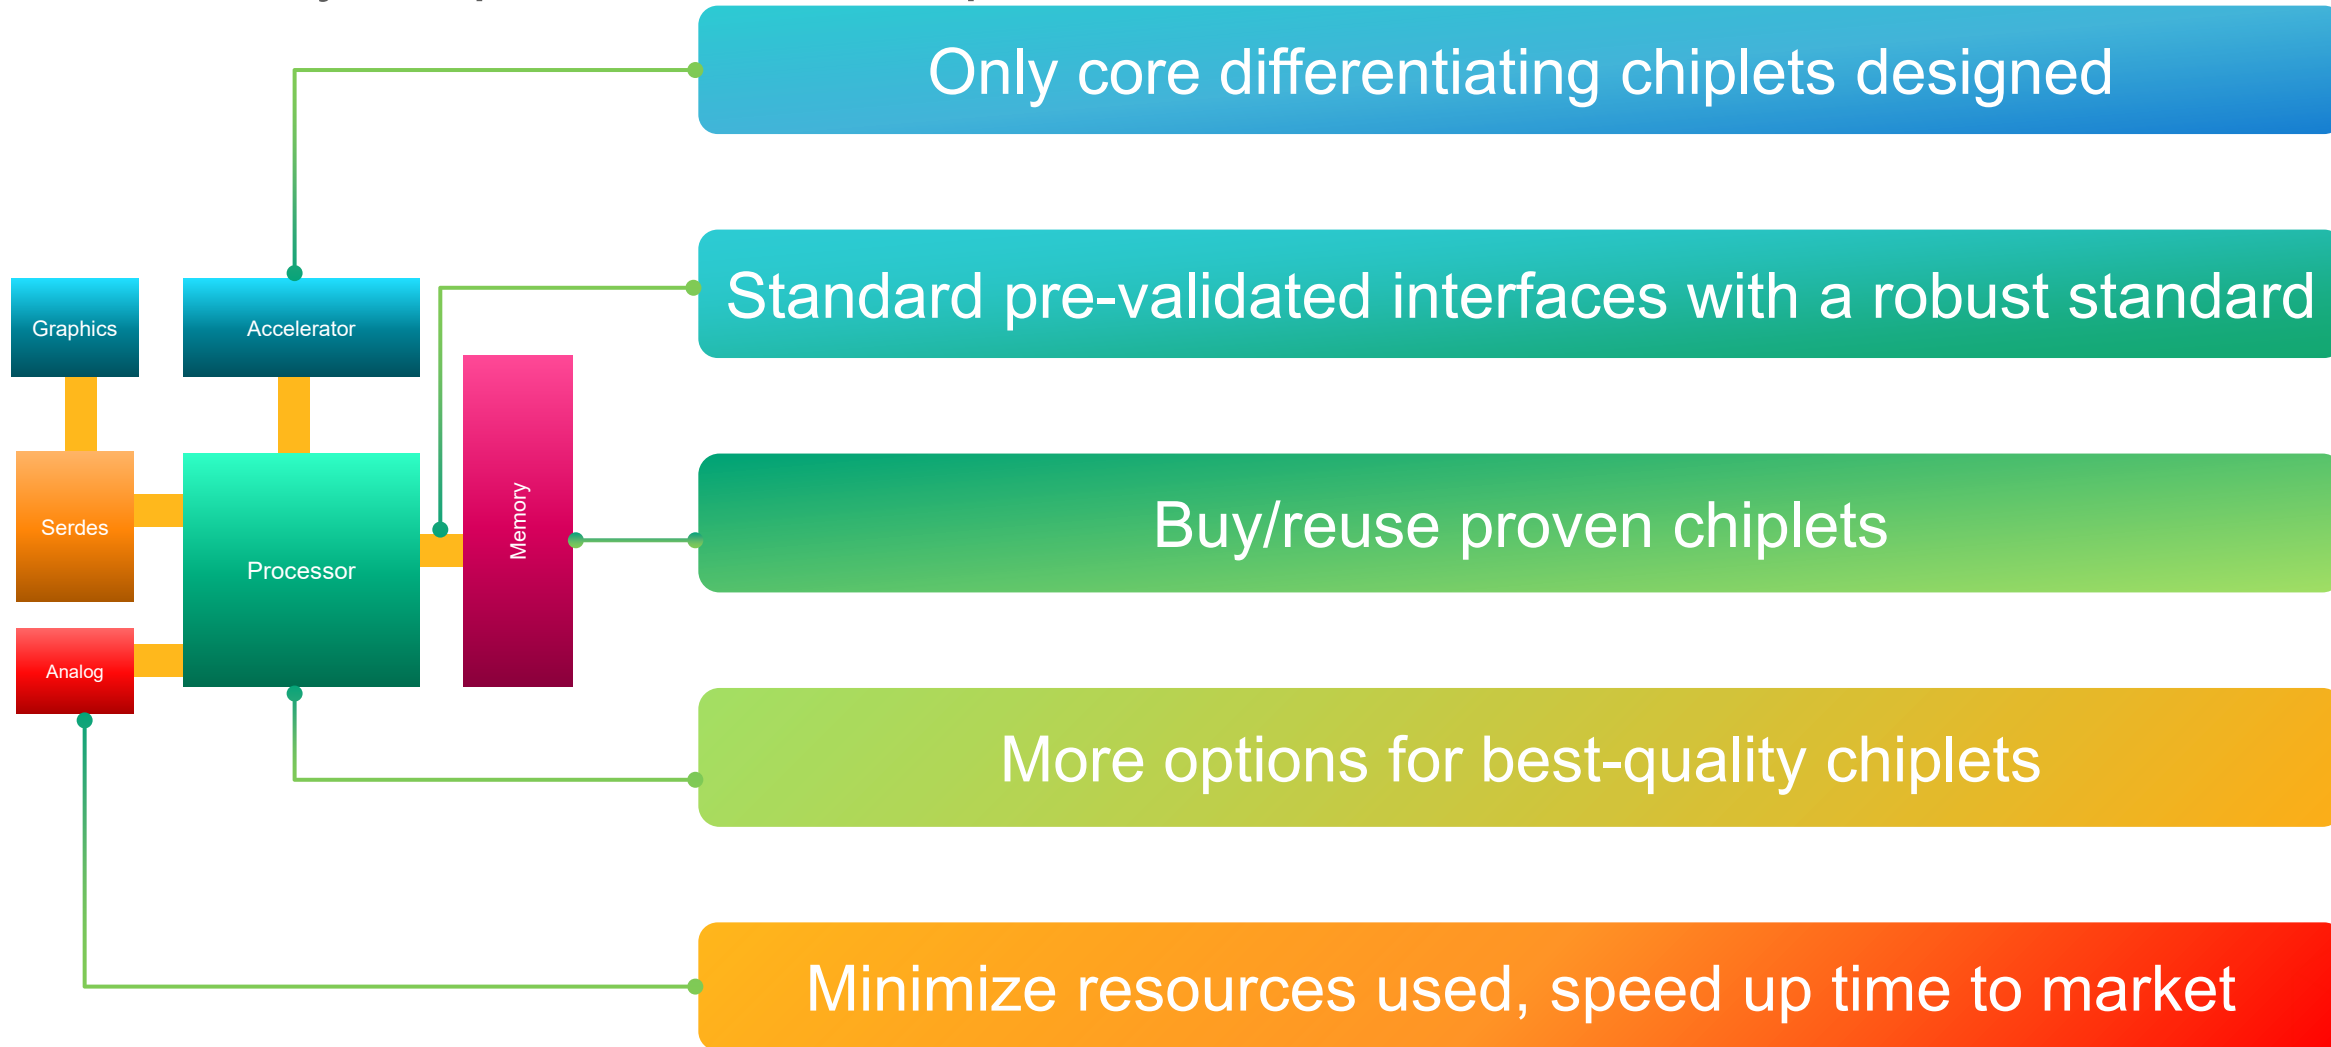 Only core differentiating chiplets designed
Standard pre-validated interfaces with a robust standard
Graphics
Accelerator
Memory
Buy/reuse proven chiplets
Serdes
Processor
Analog
More options for best-quality chiplets
Minimize resources used, speed up time to market